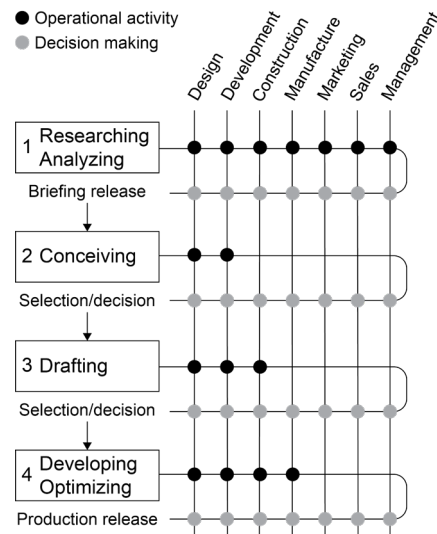 Operational activity
Decision making
Design
Development
Construction
Manufacture
Marketing
Sales
Management
1 Researching
Analyzing
Briefing release
2 Conceiving
Selection/decision
3 Drafting
Selection/decision
4 Developing
Optimizing
Production release